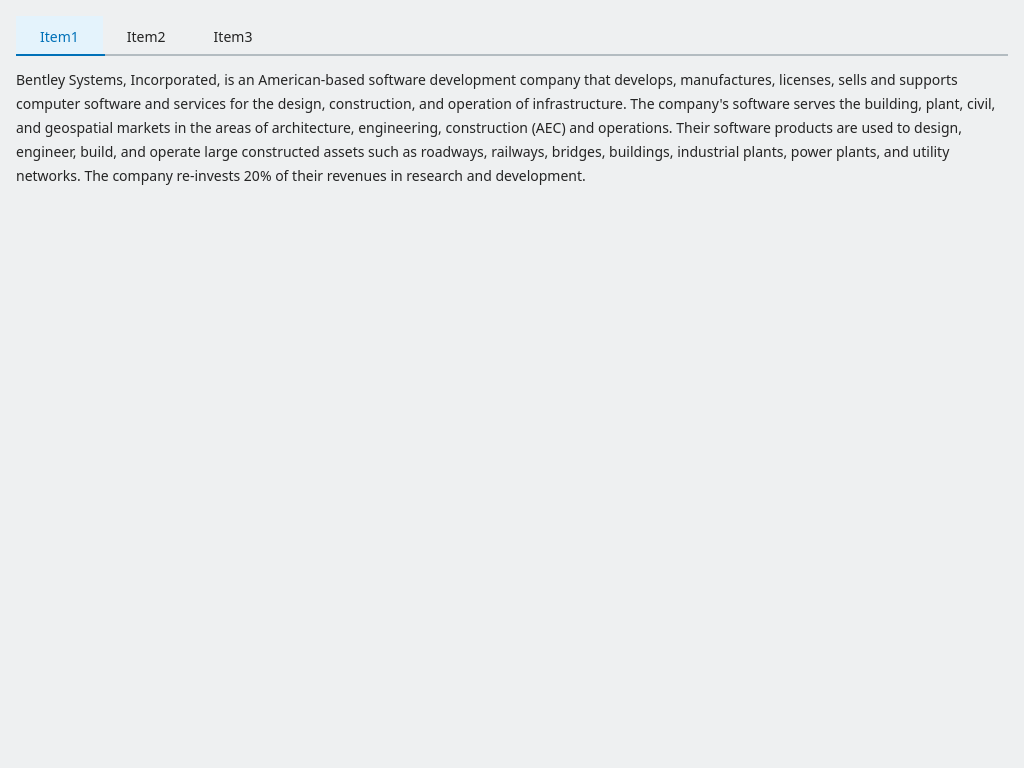 Item1 Item2 Item3
Bentley Systems, Incorporated, is an American-based software development company that develops, manufactures, licenses, sells and supports
computer software and services for the design, construction, and operation of infrastructure. The company's software serves the building, plant, civil,
and geospatial markets in the areas of architecture, engineering, construction (AEC) and operations. Their software products are used to design,
engineer, build, and operate large constructed assets such as roadways, railways, bridges, buildings, industrial plants, power plants, and utility
networks. The company re-invests 20% of their revenues in research and development.